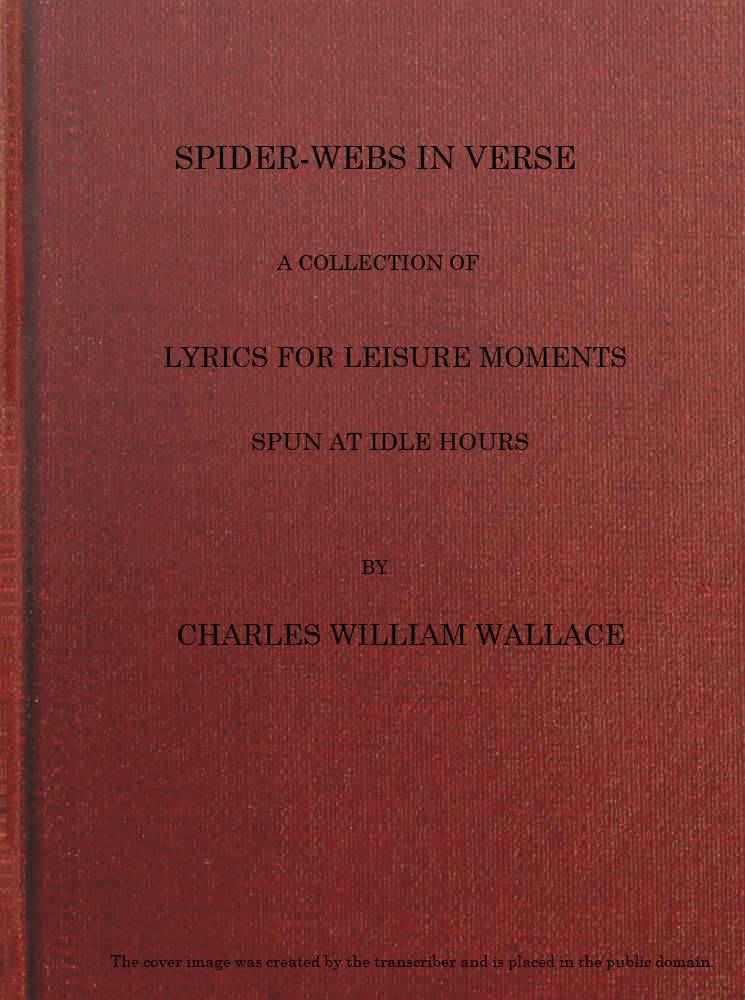 SPIDER-WEBS IN VERSE
A COLLECTION OF
LYRICS FOR LEISURE MOMENTS
SPUN AT IDLE HOURS
BY
CHARLES WILLIAM WALLACE
The cover image was created by the transcriber and is placed in the public domain.